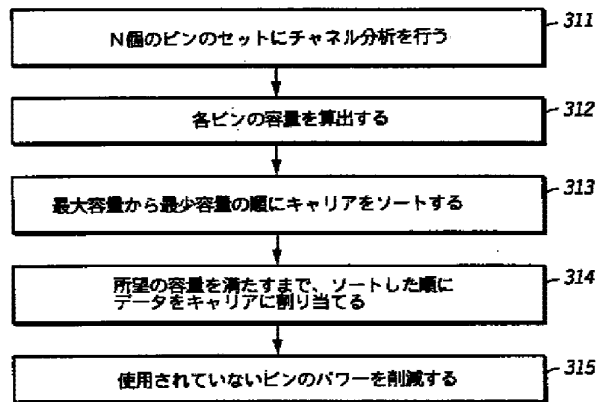 N個のビンのセットにチャネル分析を行う
311
各ビンの容量を算出する
312
最大容量から最少容量の順にキャリアをソートする
313
所望の容量を満たすまで、ソートした順に
データをキャリアに割り当てる
314
使用されていないビンのパワーを削減する
315